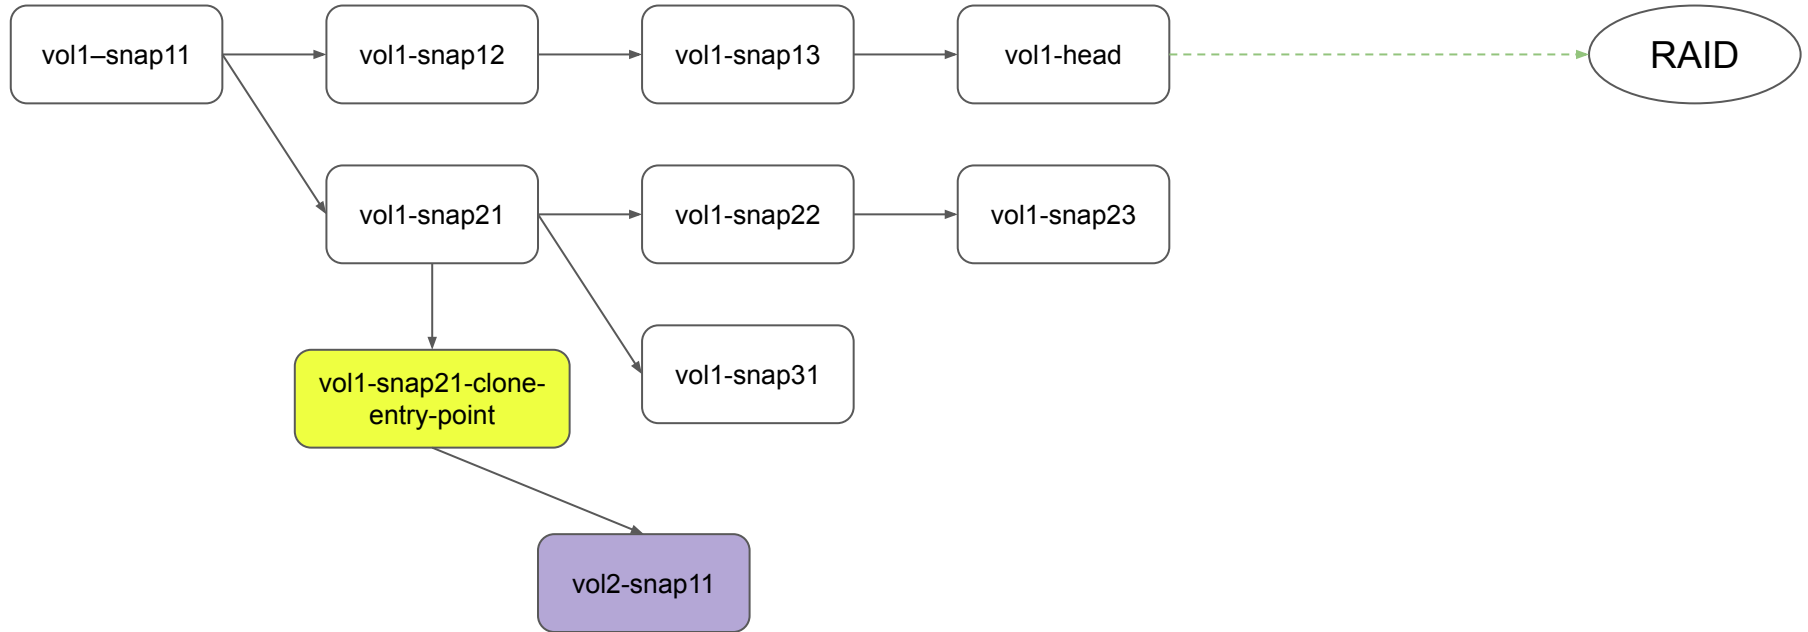 vol1–snap11
vol1-snap12
vol1-snap13
vol1-head
RAID
vol1-snap21
vol1-snap22
vol1-snap23
vol1-snap21-clone-
entry-point
vol1-snap31
vol2-snap11